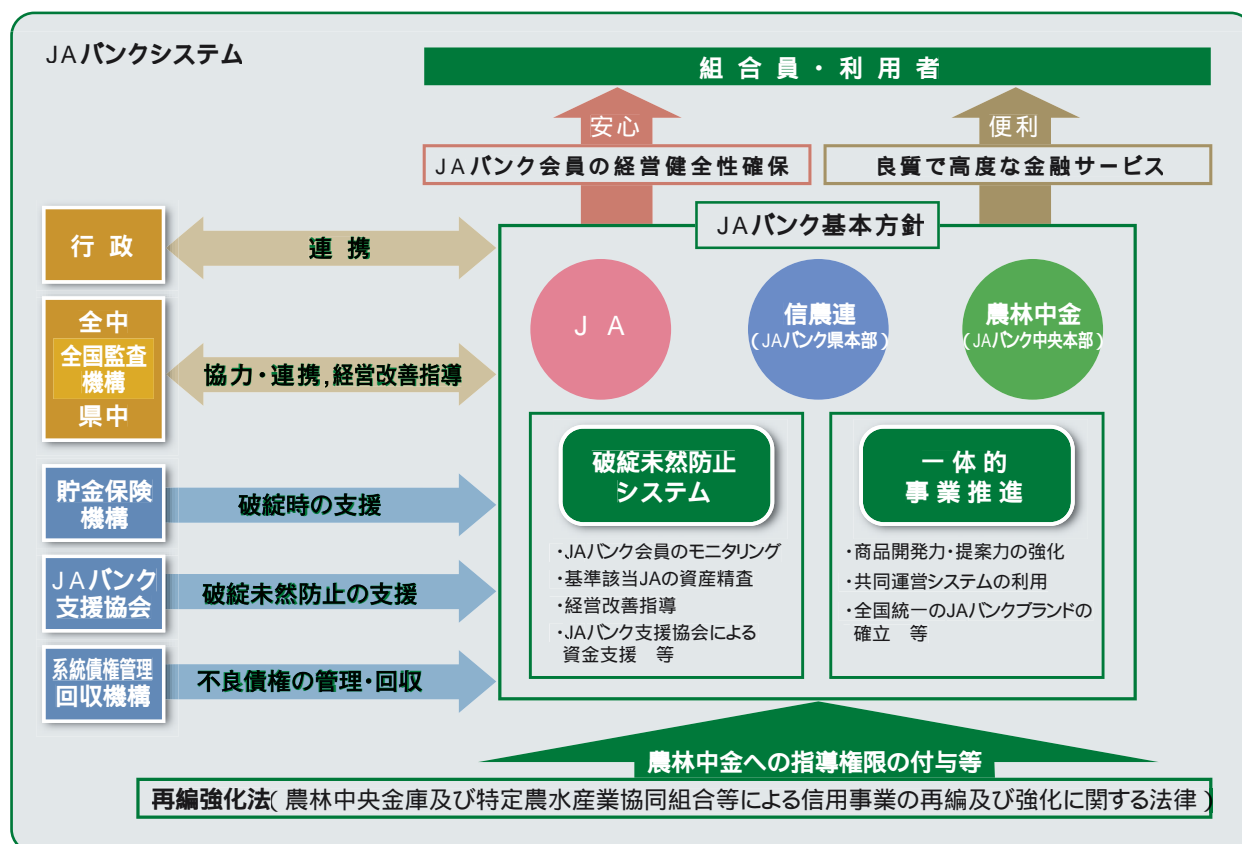 JAバンクシステム
組合員・利用者
安心
便利
JAバンク会員の経営健全性確保
良質で高度な金融サービス
JAバンク基本方針
行政
連携
JA
信農連
(JAバンク県本部)
農林中金
(JAバンク中央本部)
全中
全国監査
機構
県中
協力・連携,経営改善指導
貯金保険
機構
破綻時の支援
JAバンク
支援協会
破綻未然防止の支援
系統債権管理
回収機構
不良債権の管理・回収
破綻未然防止
システム
・JAバンク会員のモニタリング
・基準該当JAの資産精査
・経営改善指導
・JAバンク支援協会による
資金支援 等
一体的
事業推進
・商品開発力・提案力の強化
・共同運営システムの利用
・全国統一のJAバンクブランドの
確立 等
農林中金への指導権限の付与等
再編強化法(農林中央金庫及び特定農水産業協同組合等による信用事業の再編及び強化に関する法律)